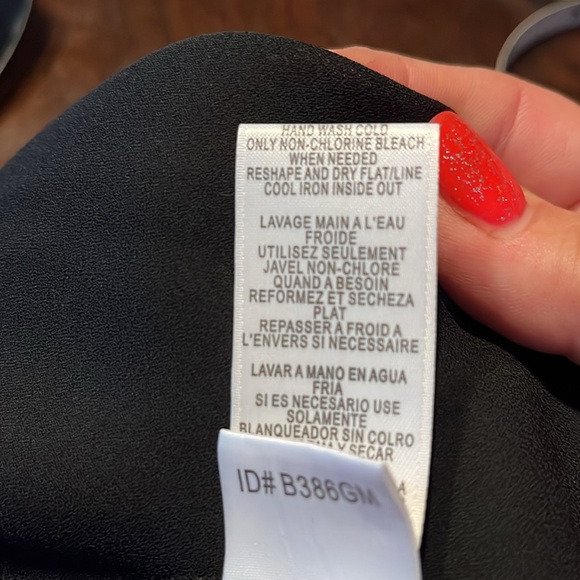 HAND WASH COLD
ONLY NON-CHLORINE BLEACH
WHEN NEEDED
RESHAPE AND DRY FLAT/LINE
COOL IRON INSIDE OUT
LAVAGE MAIN A L'EAU
FROIDE
UTILISEZ SEULEMENT
JAVEL NON-CHLORE
QUAND A BESOIN
REFORMEZ ET SECHEZA
PLAT
REPASSER A FROID A
L'ENVERS SI NECESSAIRE
LAVAR A MANO EN AGUA
FRIA
SI ES NECESARIO USE
SOLAMENTE
BLANQUEADOR SIN COLRO
Y SECAR
A
ID# B386GM